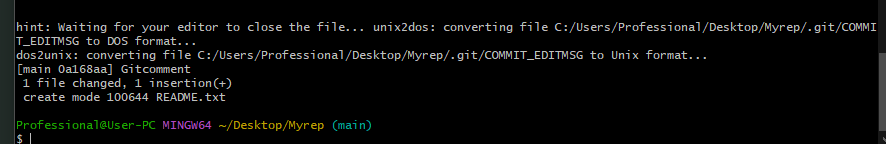 hint: Waiting for your editor to close the file... unix2dos: converting file C:/Users/Professional/Desktop/Myrep/.git/COMMI
T_EDITMSG to DOS format...
dos2unix: converting file C:/Users/Professional/Desktop/Myrep/.git/COMMIT_EDITMSG to Unix format...
[main 0a168aa] Gitcomment
 1 file changed, 1 insertion(+)
 create mode 100644 README.txt
Professional@User-PC MINGW64 ~/Desktop/Myrep (main)
$